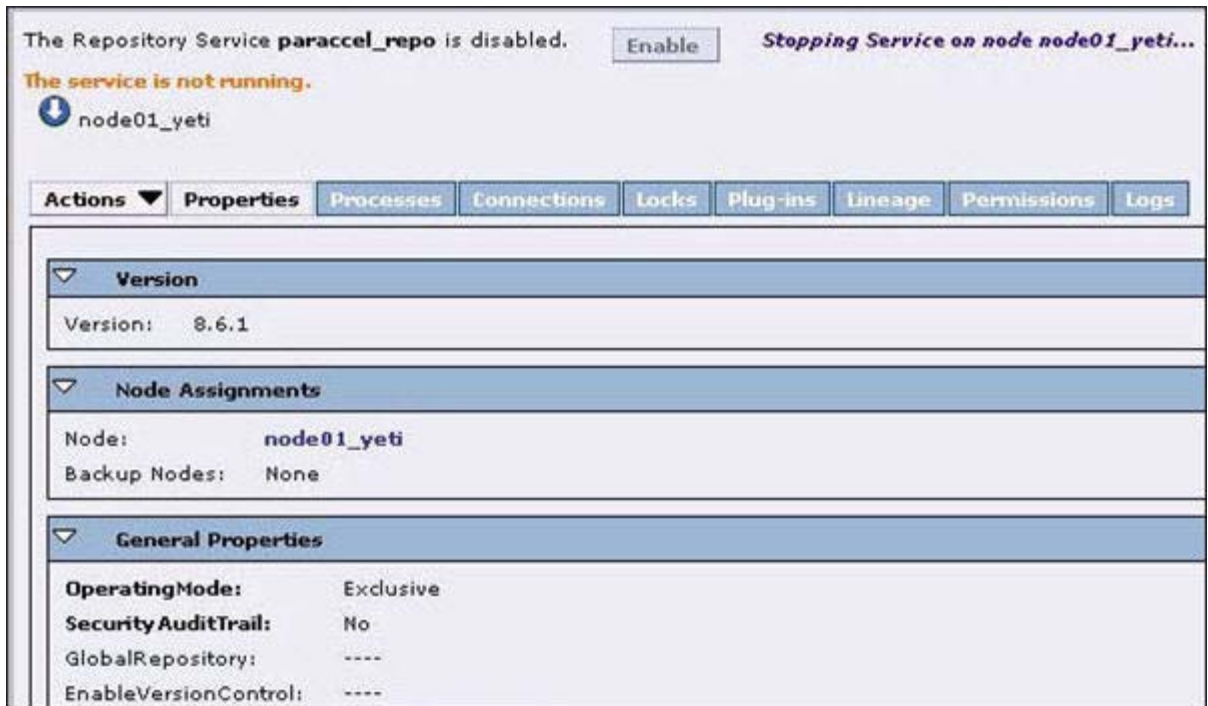 The Repository Service paraccel_repo is disabled. Enable Stopping Service on node node01_yeti...
The service is not running.
node01_yeti
Actions Properties Processes Connections Locks Plug-ins Lineage Permissions Logs
Version
Version: 8.6.1
Node Assignments
Node: node01_yeti
Backup Nodes: None
General Properties
OperatingMode: Exclusive
SecurityAuditTrail: No
GlobalRepository: ----
EnableVersionControl: ----